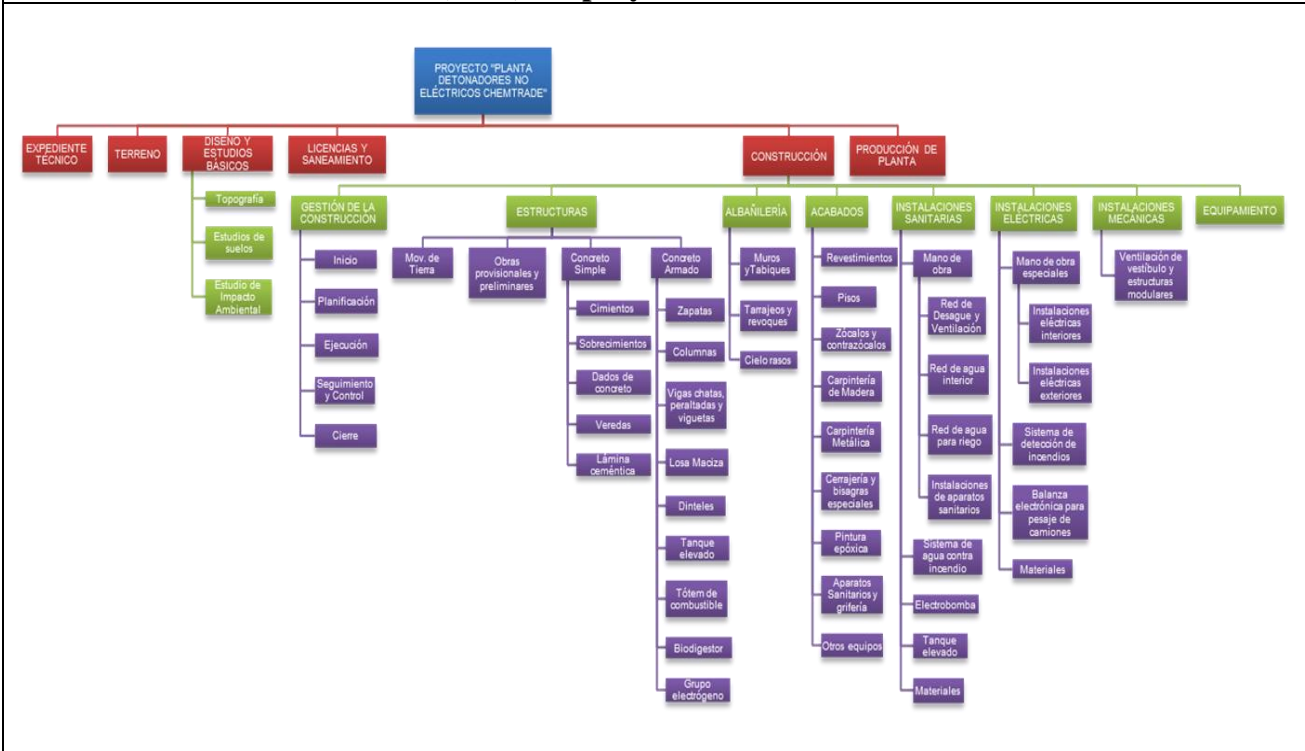 PROYECTO "PLANTA
DETONADORES NO
ELÉCTRICOS CHEMTRADE"
EXPEDIENTE
TÉCNICO
TERRENO
DISENO Y
ESTUDIOS
BÁSICOS
LICENCIAS Y
SANEAMIENTO
CONSTRUCCIÓN
PRODUCCIÓN DE
PLANTA
Topografía
Estudios de
suelos
Estudio de
Impacto
Ambiental
GESTIÓN DE LA
CONSTRUCCIÓN
Inicio
Planificación
Ejecución
Seguimiento
y Control
Cierre
ESTRUCTURAS
Mov. de
Tierra
Obras
provisionales y
preliminares
Concreto
Simple
Cimientos
Sobrecimientos
Dados de
concreto
Veredas
Lámina
ceméntica
Concreto
Armado
Zapatas
Columnas
Vigas chatas,
peraltadas y
viguetas
Losa Maciza
Dinteles
Tanque
elevado
Tótem de
combustible
Biodigestor
Grupo
electrógeno
ALBAÑILERÍA
Muros
yTabiques
Tarrajeos y
revoques
Cielo rasos
ACABADOS
Revestimientos
Pisos
Zócalos y
contrazócalos
Carpintería
de Madera
Carpintería
Metálica
Cerrajería y
bisagras
especiales
Pintura
epóxica
Aparatos
Sanitarios y
grifería
Otros equipos
INSTALACIONES
SANITARIAS
Mano de
obra
Red de
Desague y
Ventilación
Red de agua
interior
Red de agua
para riego
Instalaciones
de aparatos
sanitarios
Sistema de
agua contra
incendio
Electrobomba
Tanque
elevado
Materiales
INSTALACIONES
ELÉCTRICAS
Mano de obra
especiales
Instalaciones
eléctricas
interiores
Instalaciones
eléctricas
exteriores
Sistema de
detección de
incendios
Balanza
electrónica para
pesaje de
camiones
Materiales
INSTALACIONES
MECÁNICAS
Ventilación de
vestíbulo y
estructuras
modulares
EQUIPAMIENTO